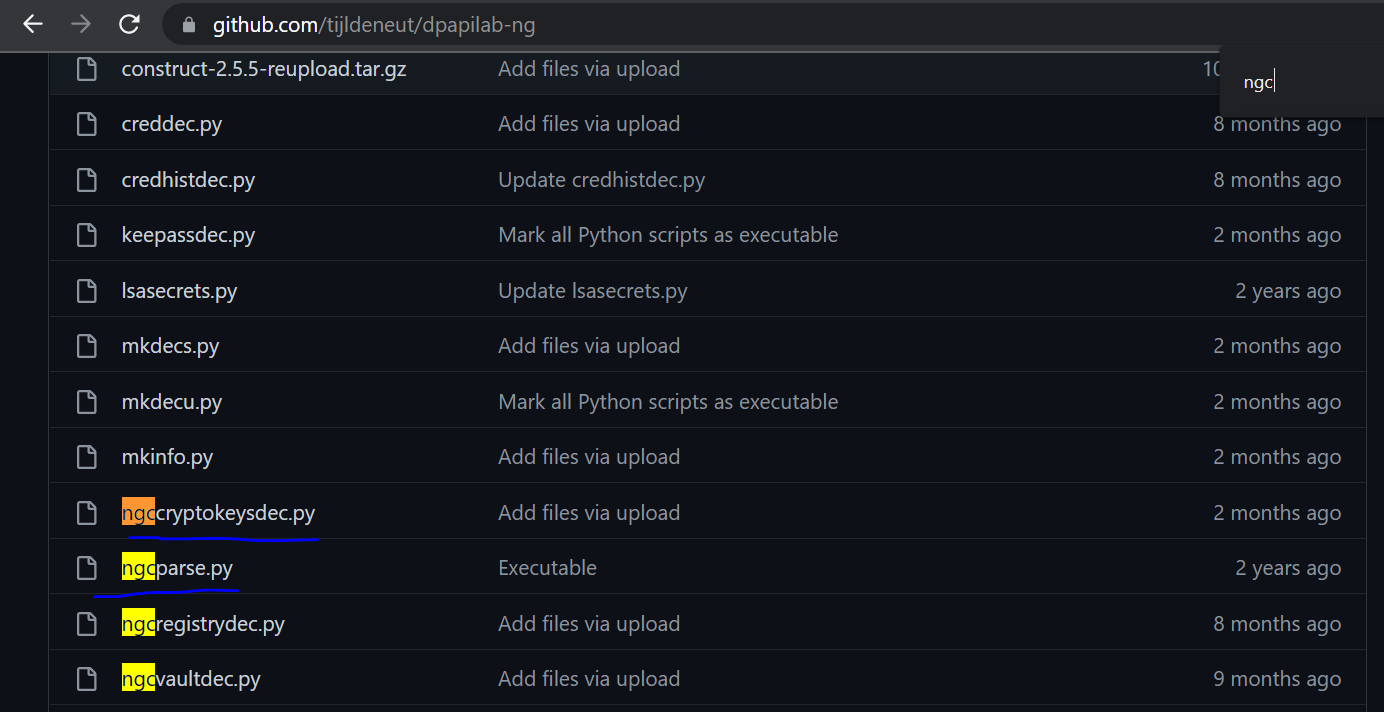 github.com/tijldeneut/dpapilab-ng
ngc
construct-2.5.5-reupload.tar.gz Add files via upload 10
creddec.py Add files via upload 8 months ago
credhistdec.py Update credhistdec.py 8 months ago
keepassdec.py Mark all Python scripts as executable 2 months ago
lsasecrets.py Update lsasecrets.py 2 years ago
mkdecs.py Add files via upload 2 months ago
mkdecu.py Mark all Python scripts as executable 2 months ago
mkinfo.py Add files via upload 2 months ago
ngccryptokeysdec.py Add files via upload 2 months ago
ngcparse.py Executable 2 years ago
ngcregistrydec.py Add files via upload 8 months ago
ngcvaultdec.py Add files via upload 9 months ago